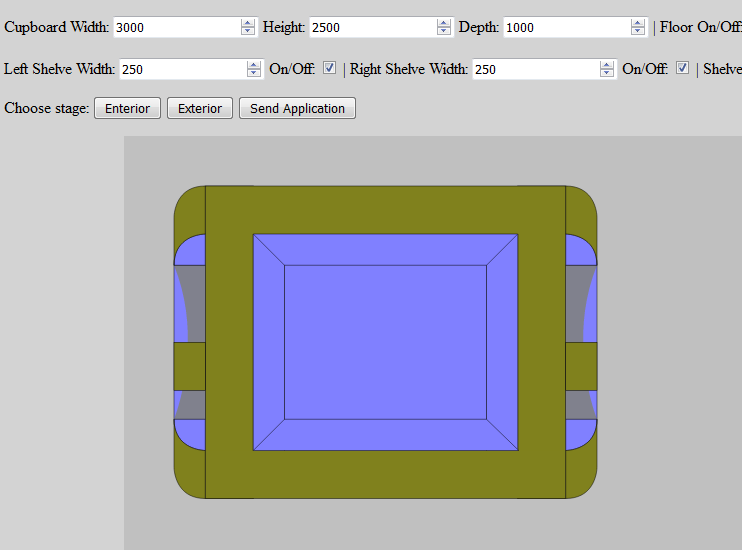 Cupboard Width: 3000 Height: 2500 Depth: 1000 | Floor On/Off:
Left Shelve Width: 250 On/Off: | Right Shelve Width: 250 On/Off: | Shelve
Choose stage: Enterior Exterior Send Application